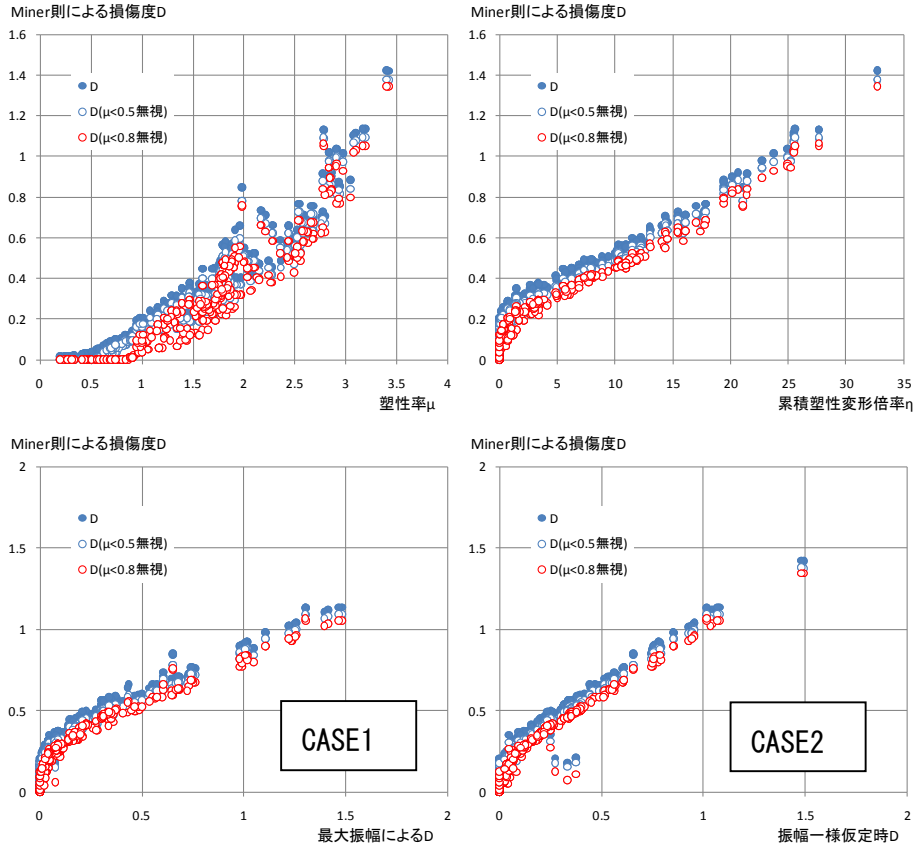 Miner則による損傷度D
1.6
1.4
1.2
1
0.8
0.6
0.4
0.2
0
D
D(μ<0.5無視)
D(μ<0.8無視)
0 0.5 1 1.5 2 2.5 3 3.5 4
塑性率μ
Miner則による損傷度D
1.6
1.4
1.2
1
0.8
0.6
0.4
0.2
0
D
D(μ<0.5無視)
D(μ<0.8無視)
0 5 10 15 20 25 30 35
累積塑性変形倍率η
Miner則による損傷度D
2
1.5
1
0.5
0
D
D(μ<0.5無視)
D(μ<0.8無視)
CASE1
0 0.5 1 1.5 2
最大振幅によるD
Miner則による損傷度D
2
1.5
1
0.5
0
D
D(μ<0.5無視)
D(μ<0.8無視)
CASE2
0 0.5 1 1.5 2
振幅一様仮定時D